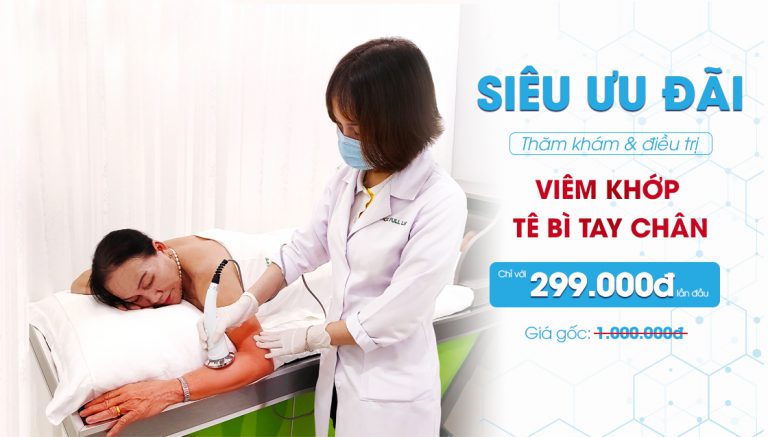 SIÊU ƯU ĐÃI
Thăm khám & điều trị
VIÊM KHỚP
TÊ BÌ TAY CHÂN
Chỉ với 299.000đ lần đầu
Giá gốc: 1.000.000đ